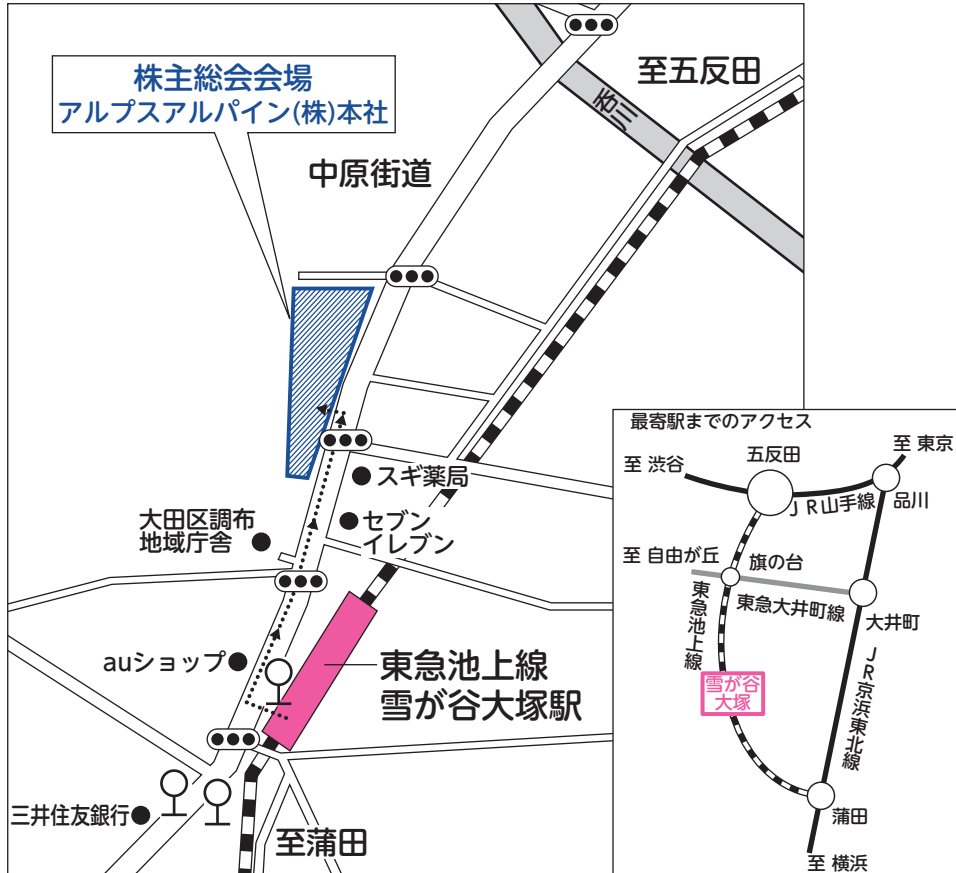 株主総会会場
アルプスアルパイン(株)本社
至五反田
呑川
中原街道
スギ薬局
セブン
イレブン
大田区調布
地域庁舎
auショップ
東急池上線
雪が谷大塚駅
三井住友銀行
至蒲田
最寄駅までのアクセス
至 東京
五反田
至 渋谷
JR山手線
品川
至 自由が丘
旗の台
東急大井町線
大井町
東急池上線
JR京浜東北線
雪が谷
大塚
蒲田
至 横浜